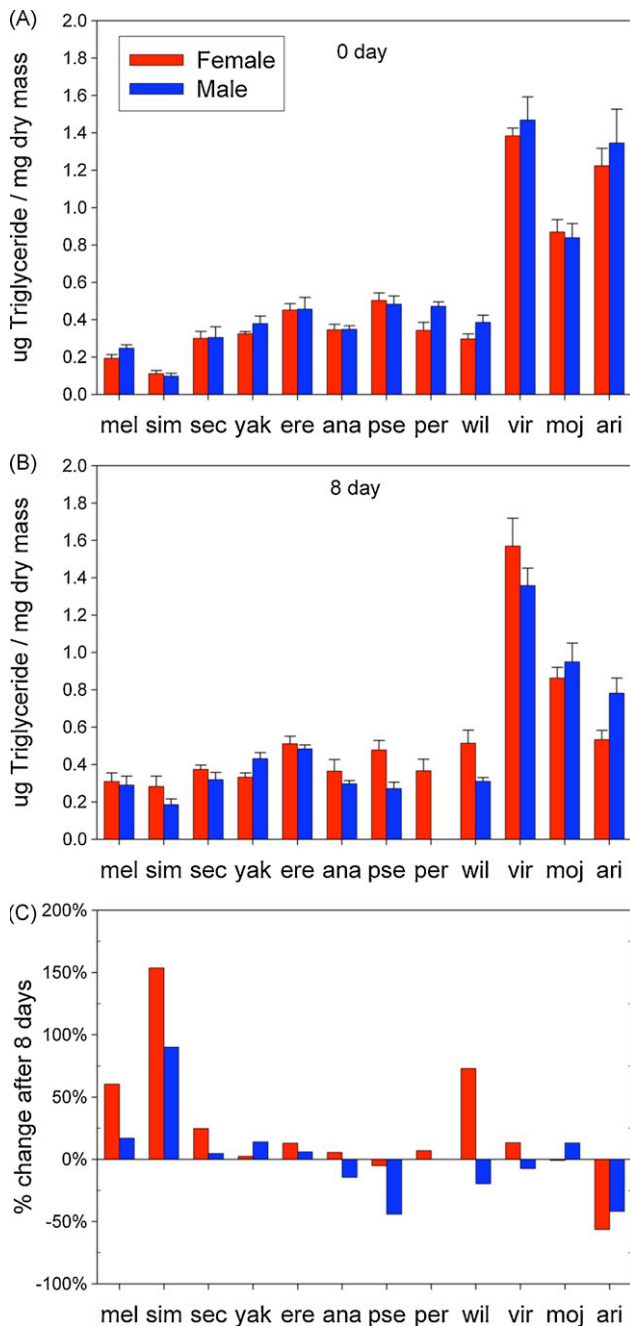 (A)
ug Triglyceride / mg dry mass
2.0
1.8
1.6
1.4
1.2
1.0
0.8
0.6
0.4
0.2
0.0
Female
Male
0 day
mel sim sec yak ere ana pse per wil vir moj ari
(B)
ug Triglyceride / mg dry mass
2.0
1.8
1.6
1.4
1.2
1.0
0.8
0.6
0.4
0.2
0.0
8 day
mel sim sec yak ere ana pse per wil vir moj ari
(C)
% change after 8 days
200%
150%
100%
50%
0%
-50%
-100%
mel sim sec yak ere ana pse per wil vir moj ari